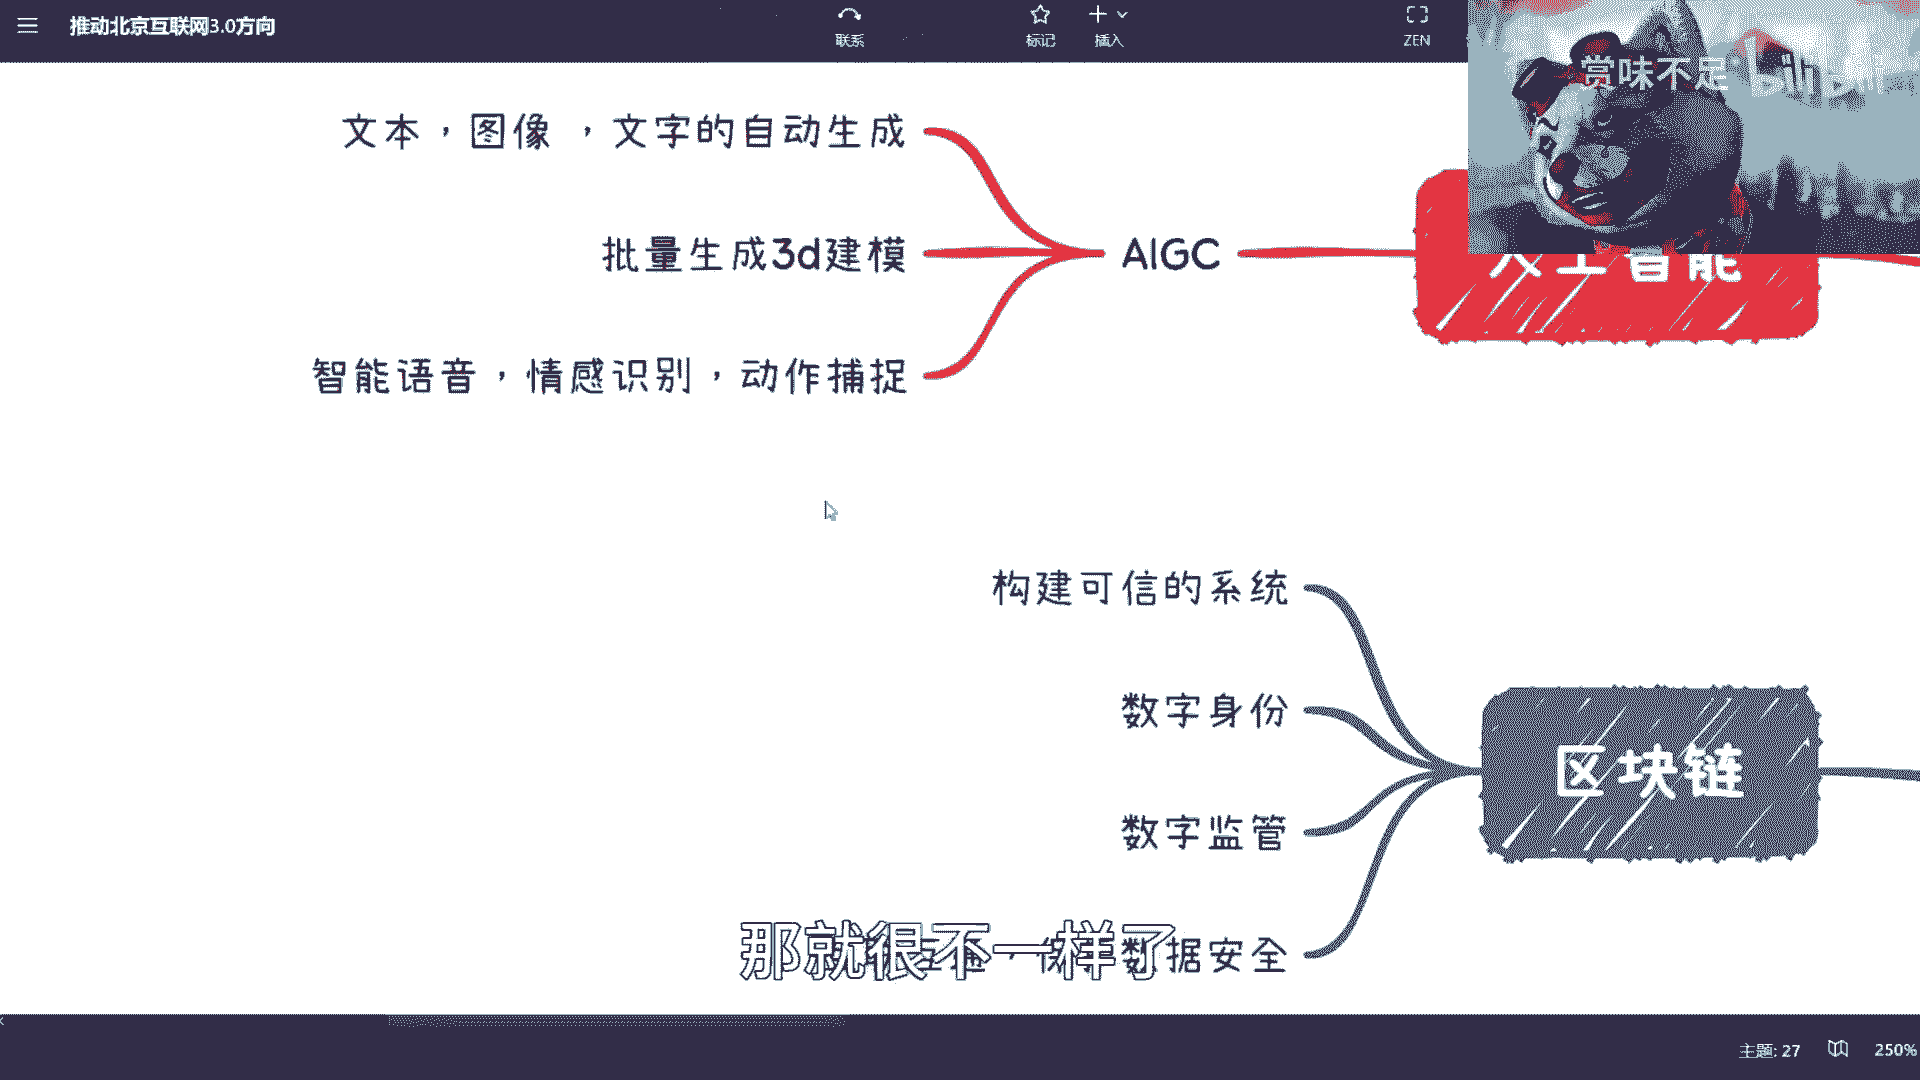 推动北京互联网3.0方向
联系
标记
插入
ZEN
赏味不足 bilibili
文本，图像 ，文字的自动生成
批量生成3d建模
AIGC
人工智能
智能语音，情感识别，动作捕捉
构建可信的系统
数字身份
区块链
数字监管
数据安全
那就很不一样了
主题: 27
250%